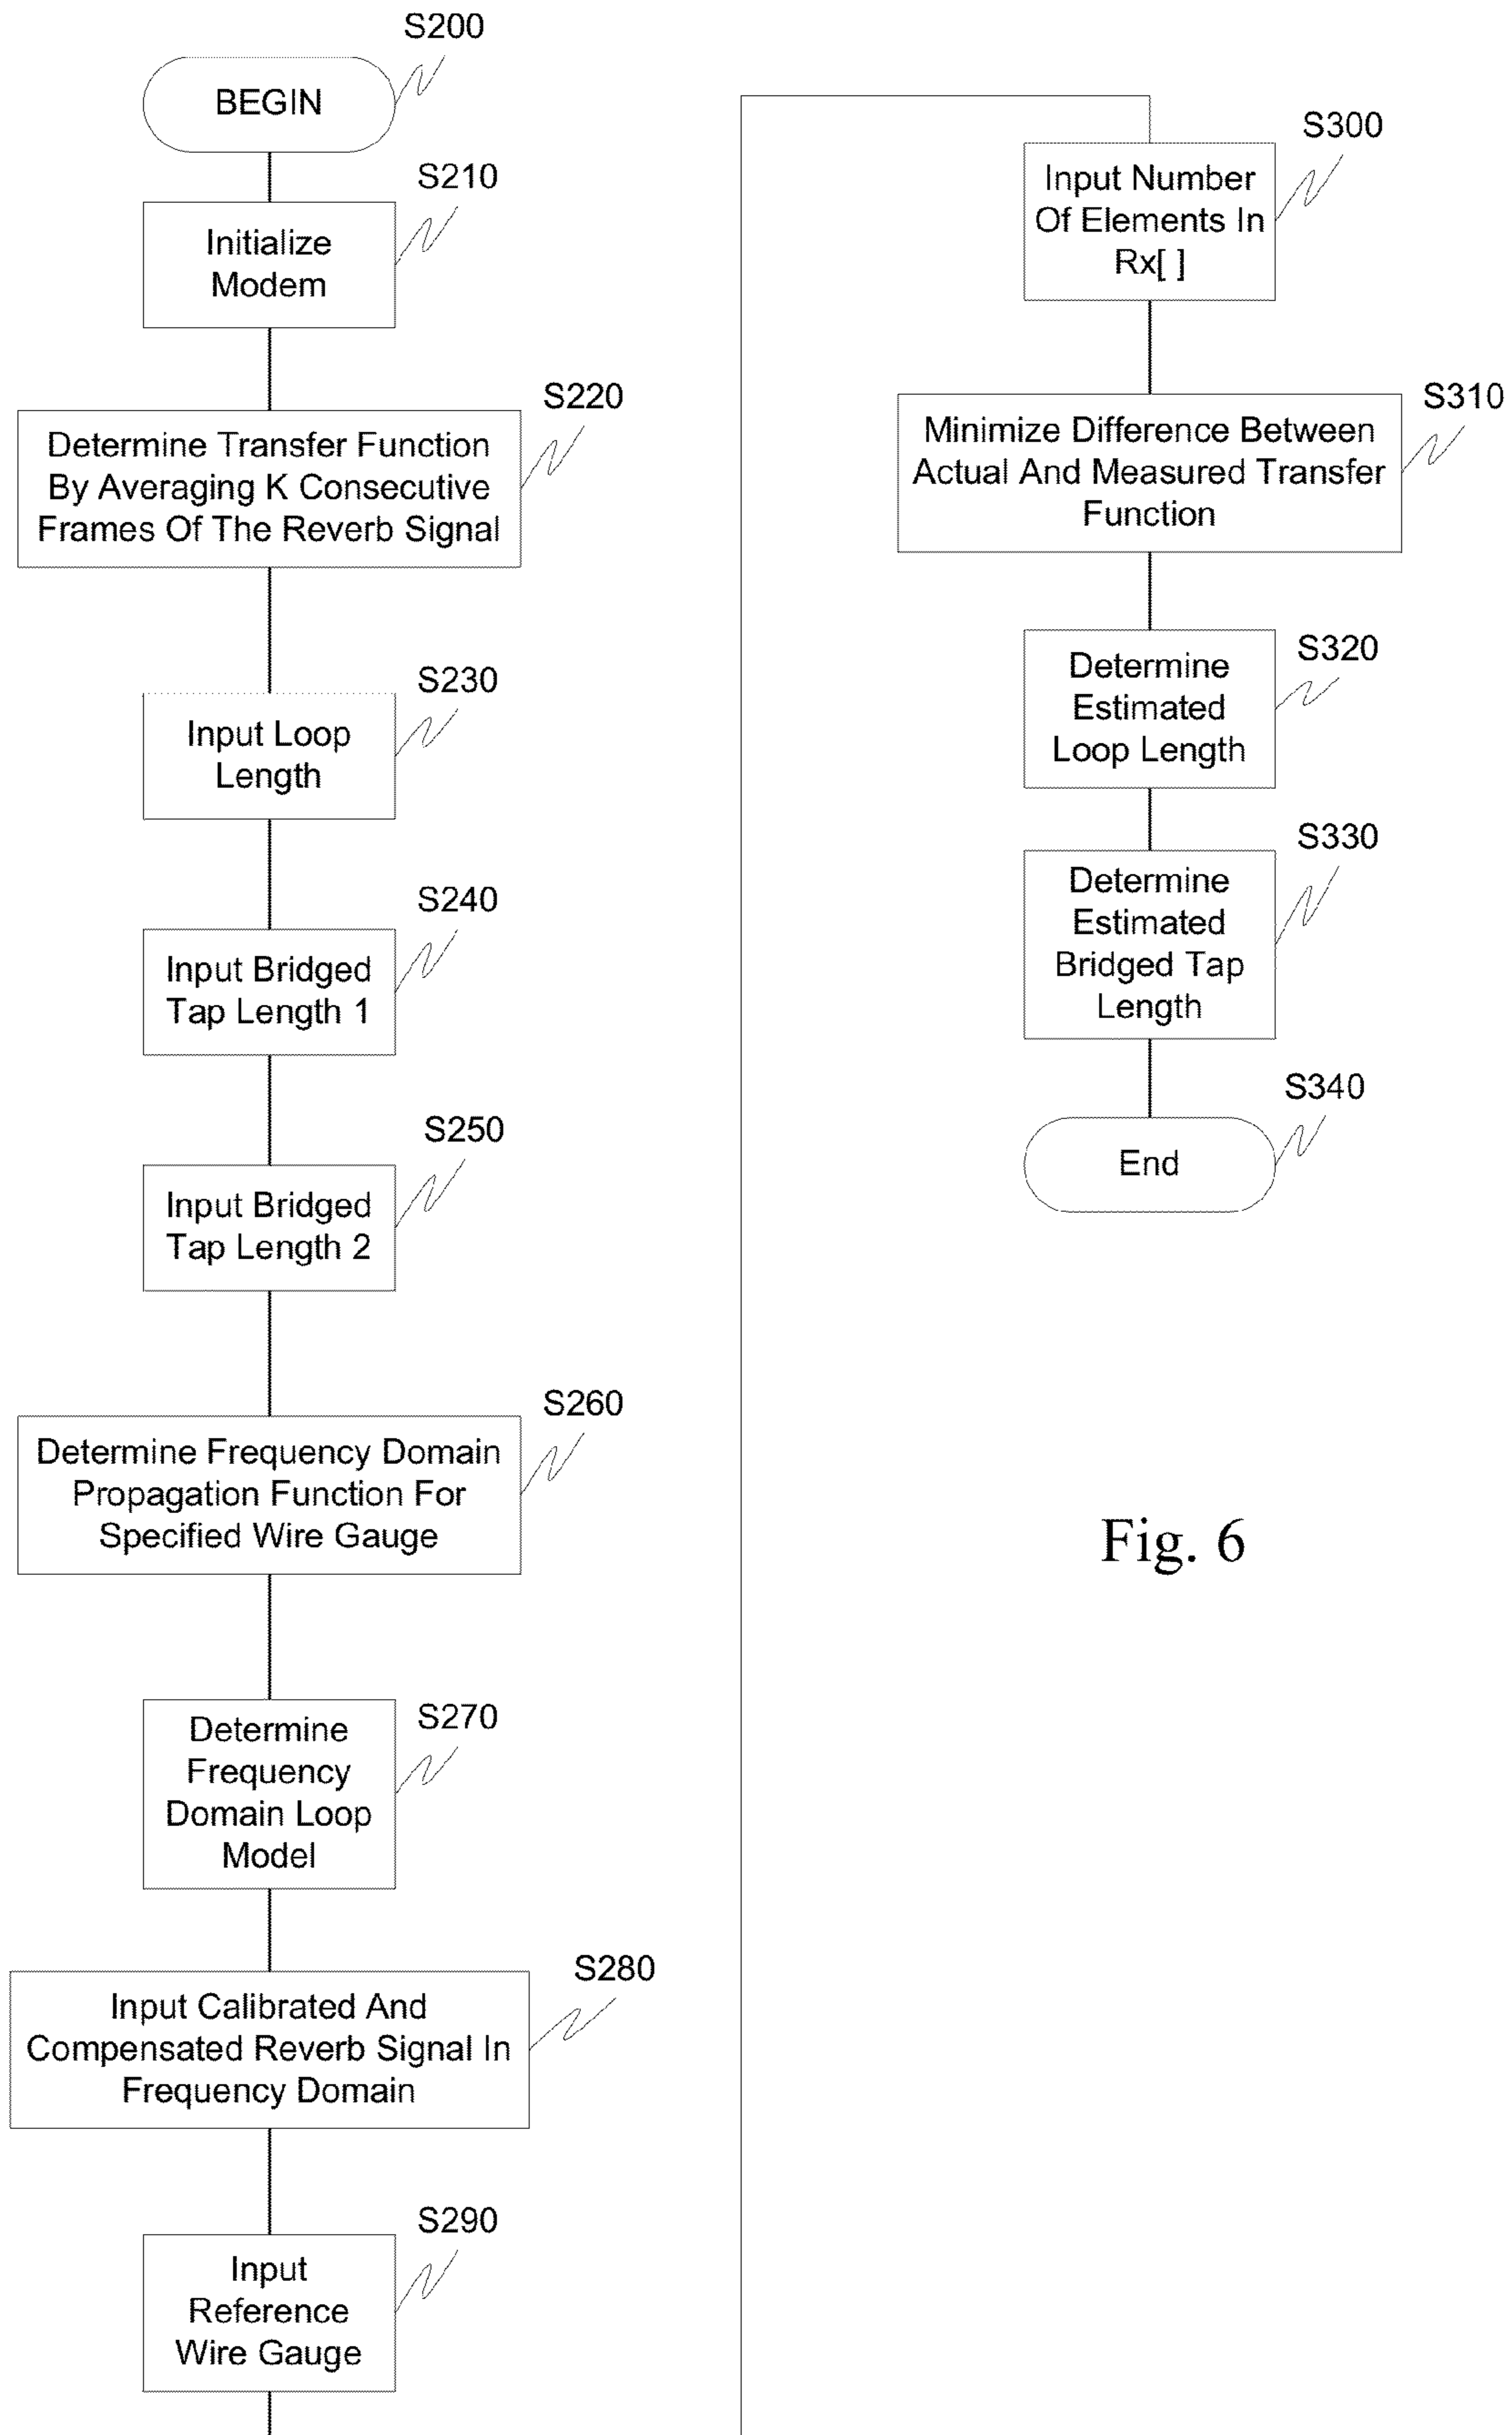 S200
BEGIN
S210
Initialize
Modem
S220
Determine Transfer Function
By Averaging K Consecutive
Frames Of The Reverb Signal
S230
Input Loop
Length
S240
Input Bridged
Tap Length 1
S250
Input Bridged
Tap Length 2
S260
Determine Frequency Domain
Propagation Function For
Specified Wire Gauge
S270
Determine
Frequency
Domain Loop
Model
S280
Input Calibrated And
Compensated Reverb Signal In
Frequency Domain
S290
Input
Reference
Wire Gauge
S300
Input Number
Of Elements In
Rx[ ]
S310
Minimize Difference Between
Actual And Measured Transfer
Function
S320
Determine
Estimated
Loop Length
S330
Determine
Estimated
Bridged Tap
Length
S340
End
Fig. 6